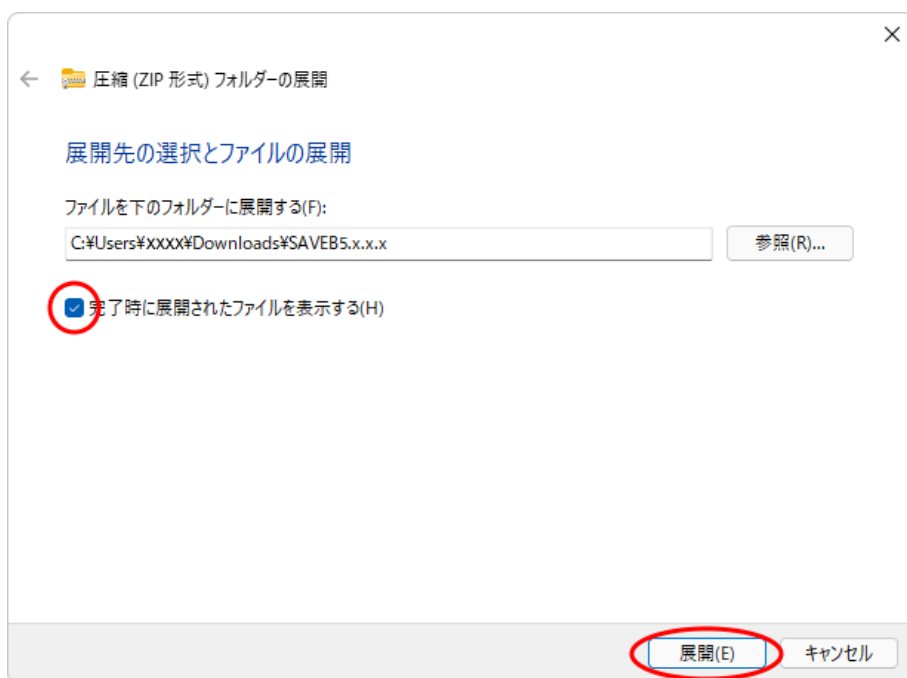 圧縮 (ZIP 形式) フォルダーの展開
展開先の選択とファイルの展開
ファイルを下のフォルダーに展開する(F):
C:¥Users¥xxxx¥Downloads¥SAVEB5.x.x.x
参照(R)...
完了時に展開されたファイルを表示する(H)
展開(E)
キャンセル